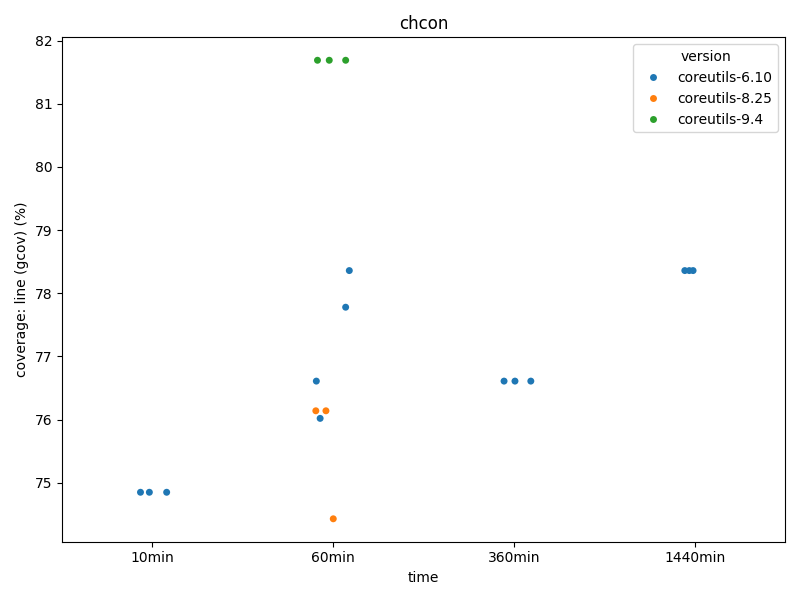 chcon
82
81
80
79
78
77
76
75
coverage: line (gcov) (%)
version
coreutils-6.10
coreutils-8.25
coreutils-9.4
10min
60min
360min
1440min
time